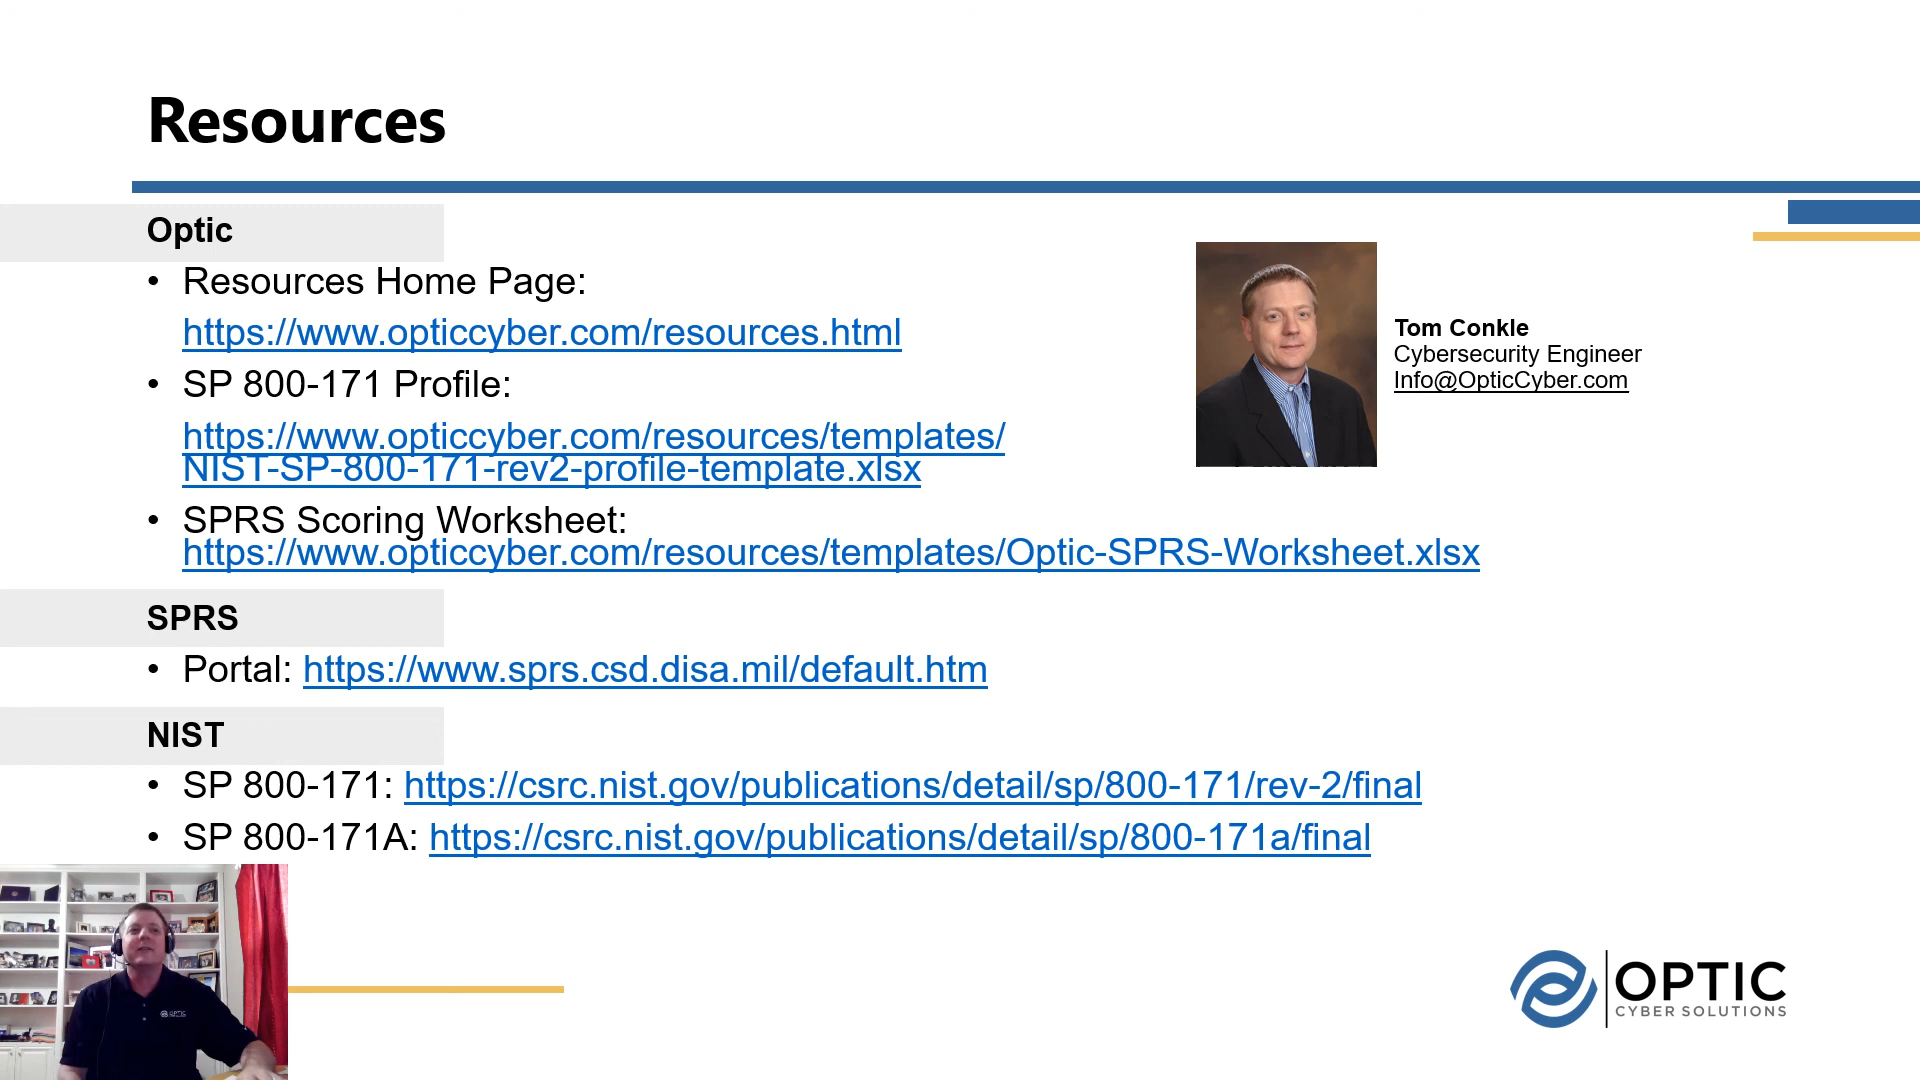 Resources
Optic
• Resources Home Page:
https://www.opticcyber.com/resources.html
• SP 800-171 Profile:
https://www.opticcyber.com/resources/templates/
NIST-SP-800-171-rev2-profile-template.xlsx
• SPRS Scoring Worksheet:
https://www.opticcyber.com/resources/templates/Optic-SPRS-Worksheet.xlsx
Tom Conkle
Cybersecurity Engineer
Info@OpticCyber.com
SPRS
• Portal: https://www.sprs.csd.disa.mil/default.htm
NIST
• SP 800-171: https://csrc.nist.gov/publications/detail/sp/800-171/rev-2/final
• SP 800-171A: https://csrc.nist.gov/publications/detail/sp/800-171a/final
OPTIC
OPTIC
CYBER SOLUTIONS